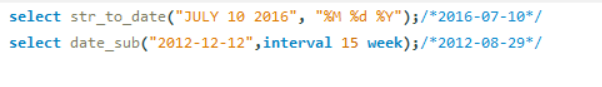 select str_to_date("JULY 10 2016", "%M %d %Y");/*2016-07-10*/
select date_sub("2012-12-12",interval 15 week);/*2012-08-29*/